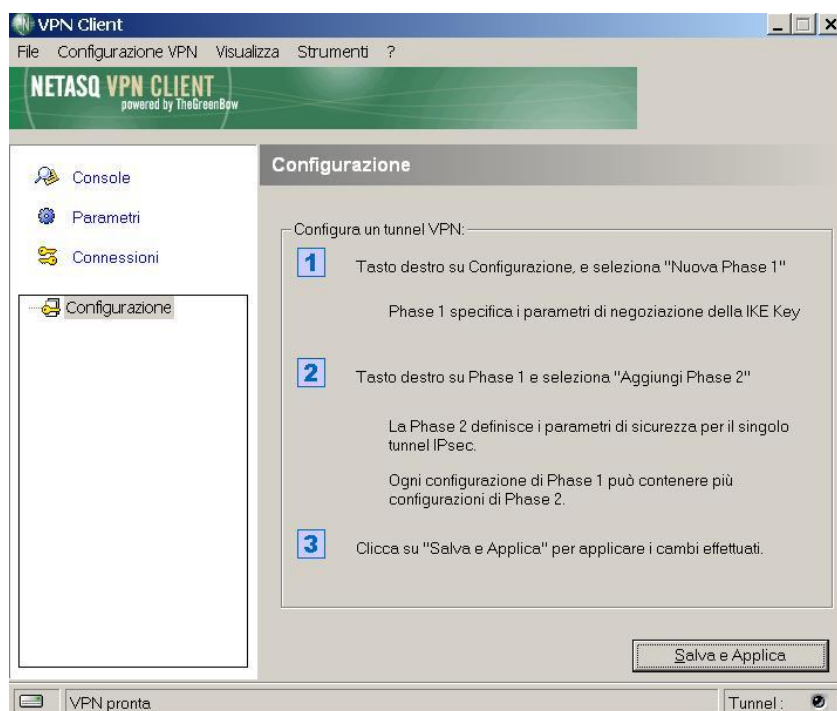 VPN Client
File Configurazione VPN Visualizza Strumenti ?
NETASQ VPN CLIENT
powered by TheGreenBow
Console
Parametri
Connessioni
Configurazione
Configurazione
Configura un tunnel VPN:
1 Tasto destro su Configurazione, e seleziona "Nuova Phase 1"
Phase 1 specifica i parametri di negoziazione della IKE Key
2 Tasto destro su Phase 1 e seleziona "Aggiungi Phase 2"
La Phase 2 definisce i parametri di sicurezza per il singolo
tunnel IPsec.
Ogni configurazione di Phase 1 può contenere più
configurazioni di Phase 2.
3 Clicca su "Salva e Applica" per applicare i cambi effettuati.
Salva e Applica
VPN pronta
Tunnel :